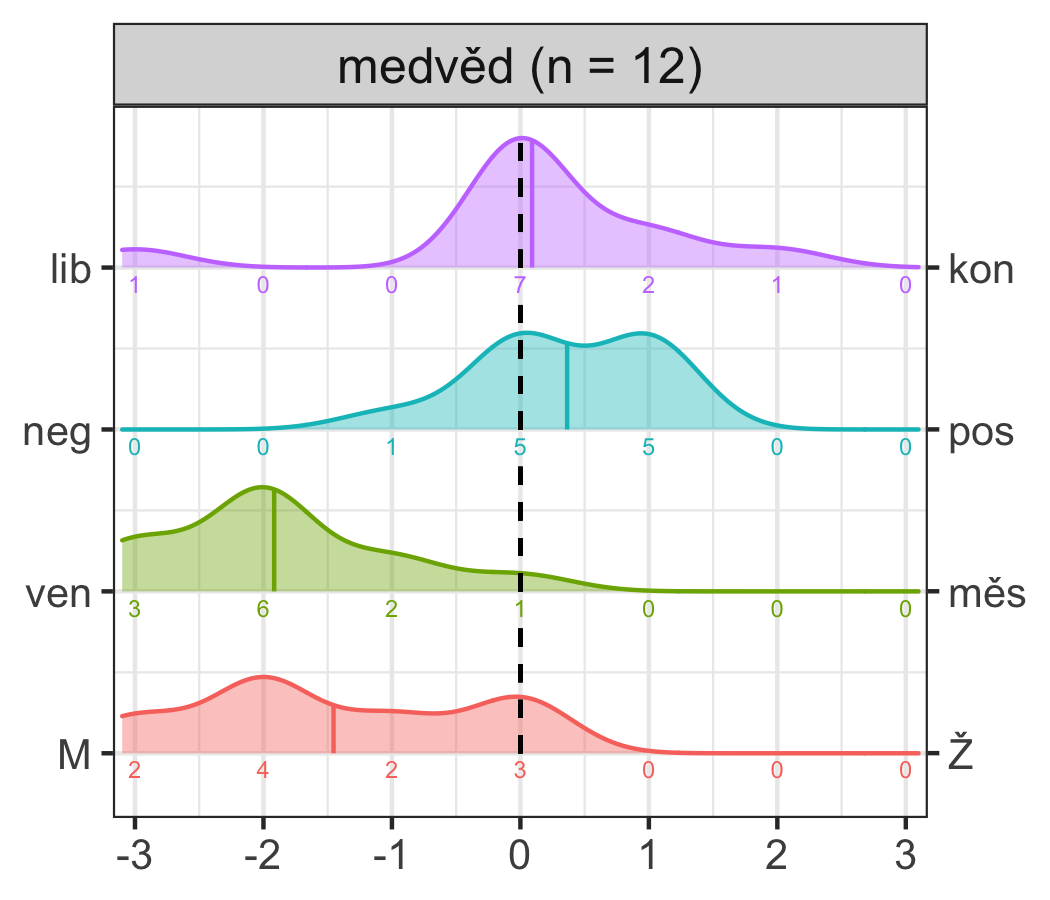 medvěd (n = 12)
lib kon
1 0 0 7 2 1 0
neg pos
0 0 1 5 5 0 0
ven měs
3 6 2 1 0 0 0
M Ž
2 4 2 3 0 0 0
-3 -2 -1 0 1 2 3